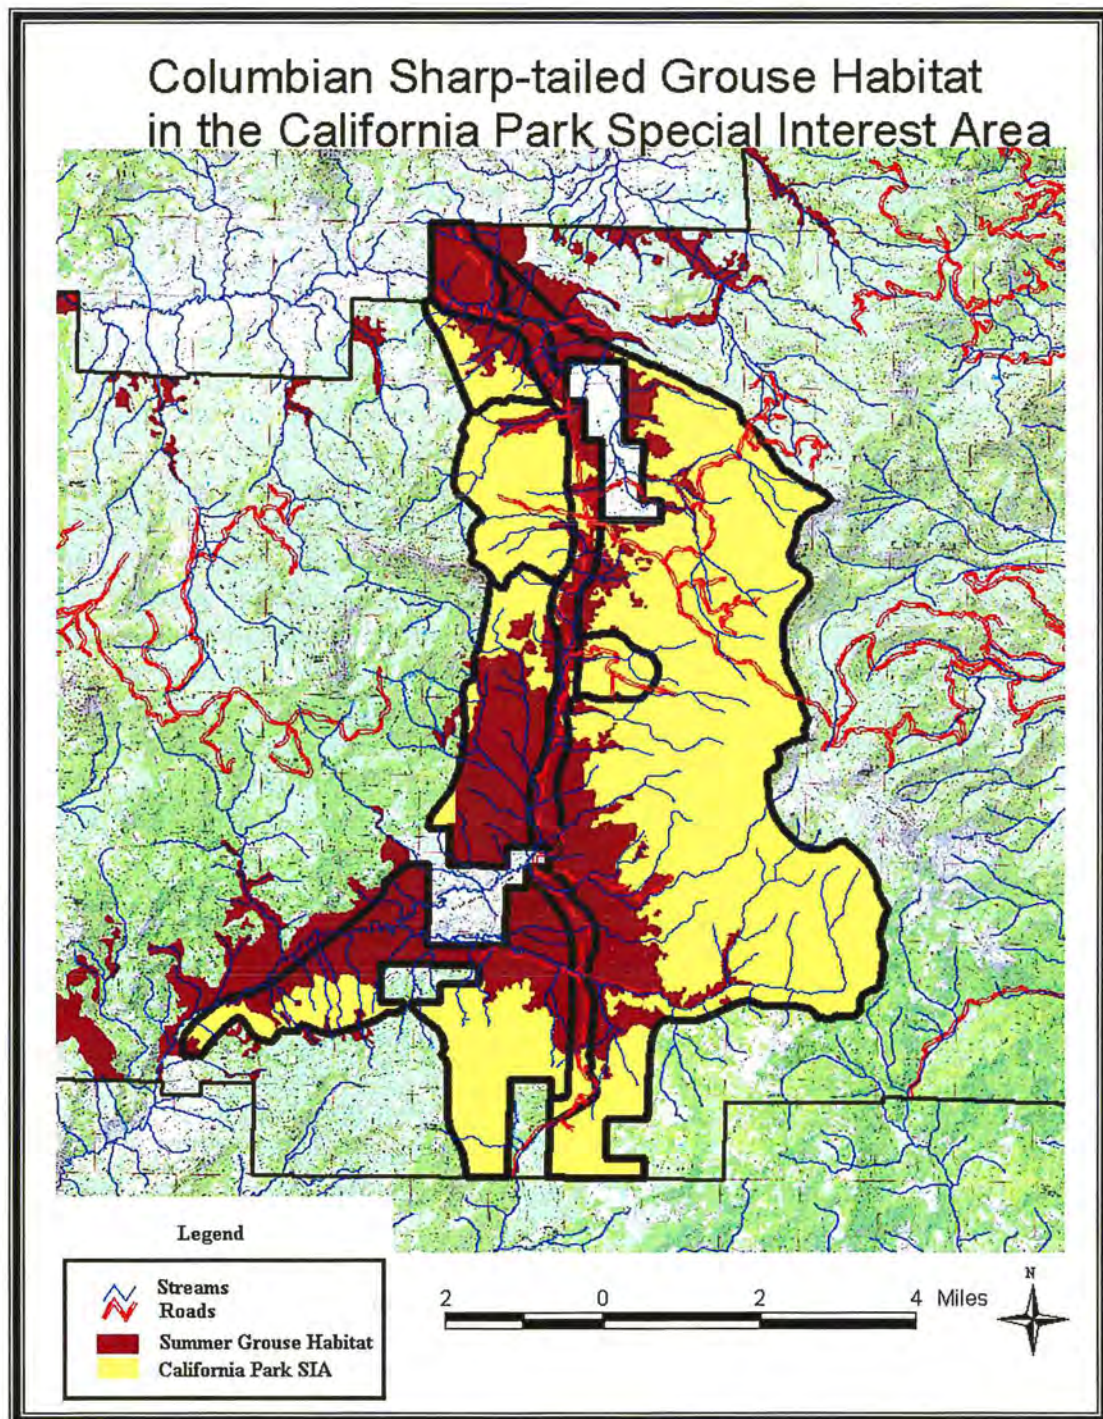 Columbian Sharp-tailed Grouse Habitat
in the California Park Special Interest Area
Legend
Streams
Roads
Summer Grouse Habitat
California Park SIA
2 0 2 4 Miles
N